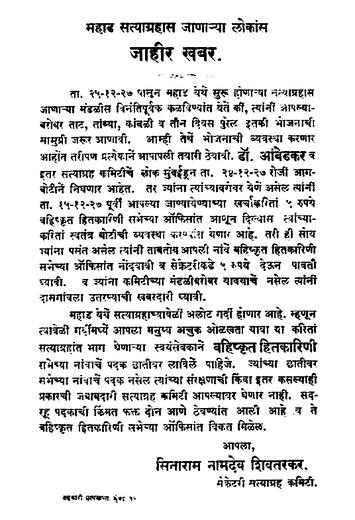 महाड सत्याग्रहास जाणाऱ्या लोकांस
जाहीर खबर.
ता. २५-१२-२७ पासून महाड येथें सुरू होणाऱ्या सत्याग्रहास
जाणाऱ्या मंडळीस विनंतिपूर्वक कळविण्यांत येतें कीं, त्यांनीं आपल्या-
बरोबर ताट, तांब्या, कांबळी व तीन दिवस पुरेल इतकी भोजनाची
सामुग्री जरूर आणावी. आम्ही तेथें भोजनाची व्यवस्था करणार
आहोंत तरीपण प्रत्येकानें आपापली तयारी ठेवावी. डॉ. आंबेडकर व
इतर सत्याग्रह कमिटीचे लोक मुंबईहून ता. २४-१२-२७ रोजीं आग-
बोटीनें निघणार आहेत. तर ज्यांना त्यांच्याबरोबर येणें असेल त्यांनीं
ता. १५-१२-२७ पूर्वीं आपल्या जाण्यायेण्याच्या खर्चाकरितां ५ रुपये
बहिष्कृत हितकारिणी सभेच्या ऑफिसांत आणून दिल्यास त्यांच्या-
करितां स्वतंत्र बोटीची व्यवस्था करण्यांत येणार आहे. तरी ही सोय
ज्यांना पसंत असेल त्यांनीं ताबडतोब आपलीं नांवें बहिष्कृत हितकारिणी
सभेच्या ऑफिसांत नोंदवावीं व सेक्रेटरीकडे ५ रुपये देऊन पावती
घ्यावी. व ज्यांना कमिटीच्या मंडळीबरोबर यावयाचें नसेल त्यांनीं
दासगांवला उतरण्याची खबरदारी घ्यावी.
महाड येथें सत्याग्रहाच्यावेळीं अलोट गर्दी होणार आहे. म्हणून
त्यावेळीं गर्दीमध्यें आपला मनुष्य अचुक ओळखता यावा या करितां
सत्याग्रहांत भाग घेणाऱ्या स्वयंसेवकानें बहिष्कृत हितकारिणी
सभेच्या नांवाचें पदक छातीवर लाविलें पाहिजे. ज्यांच्या छातीवर
सभेच्या नांवाचें पदक नसेल त्यांच्या संरक्षणाची किंवा इतर कसल्याही
प्रकारची जबाबदारी सत्याग्रह कमिटी आपल्यावर घेणार नाहीं. सद-
रहू पदकाची किंमत फक्त दोन आणे ठेवण्यांत आली आहे व ते
बहिष्कृत हितकारिणी सभेच्या ऑफिसांत विकत मिळेल.
आपला,
सिताराम नामदेव शिवतरकर.
सेक्रेटरी सत्याग्रह कमिटी.